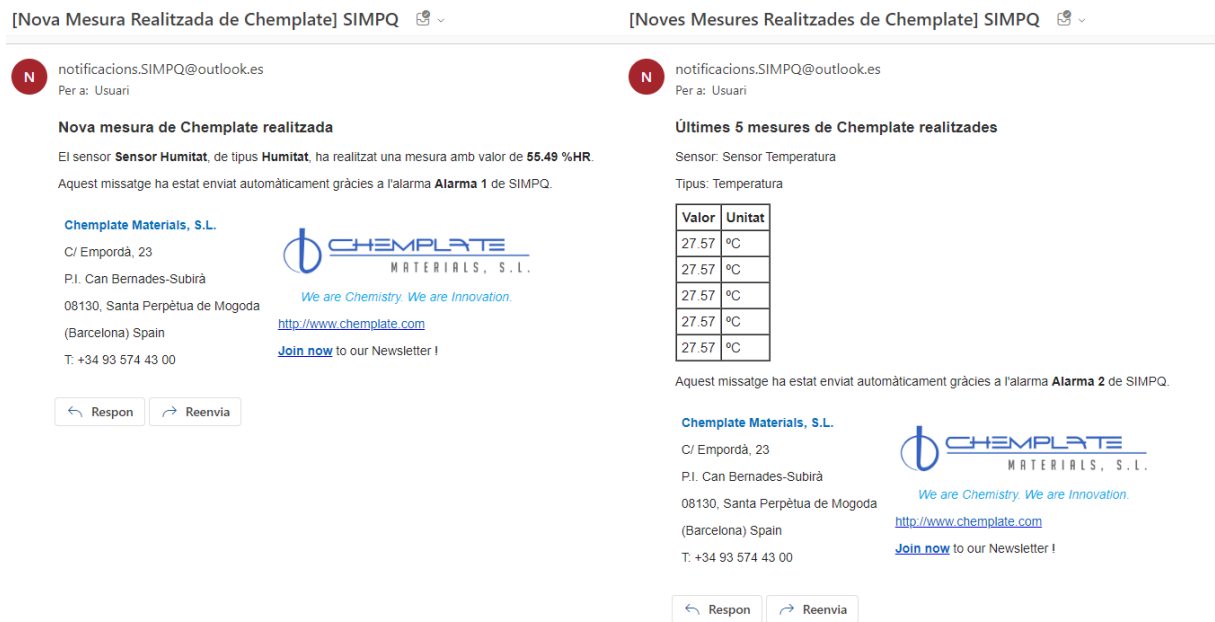 [Nova Mesura Realitzada de Chemplate] SIMPQ
N
notificacions.SIMPQ@outlook.es
Per a: Usuari
Nova mesura de Chemplate realitzada
El sensor Sensor Humitat, de tipus Humitat, ha realitzat una mesura amb valor de 55.49 %HR.
Aquest missatge ha estat enviat automàticament gràcies a l'alarma Alarma 1 de SIMPQ.
Chemplate Materials, S.L.
C/ Empordà, 23
P.I. Can Bernades-Subirà
08130, Santa Perpètua de Mogoda
(Barcelona) Spain
T: +34 93 574 43 00
CHEMPLATE
MATERIALS, S.L.
We are Chemistry. We are Innovation.
http://www.chemplate.com
Join now to our Newsletter !
Respon
Reenvia
[Noves Mesures Realitzades de Chemplate] SIMPQ
N
notificacions.SIMPQ@outlook.es
Per a: Usuari
Últimes 5 mesures de Chemplate realitzades
Sensor: Sensor Temperatura
Tipus: Temperatura
Valor Unitat
27.57 ºC
27.57 ºC
27.57 ºC
27.57 ºC
27.57 ºC
Aquest missatge ha estat enviat automàticament gràcies a l'alarma Alarma 2 de SIMPQ.
Chemplate Materials, S.L.
C/ Empordà, 23
P.I. Can Bernades-Subirà
08130, Santa Perpètua de Mogoda
(Barcelona) Spain
T: +34 93 574 43 00
CHEMPLATE
MATERIALS, S.L.
We are Chemistry. We are Innovation.
http://www.chemplate.com
Join now to our Newsletter !
Respon
Reenvia